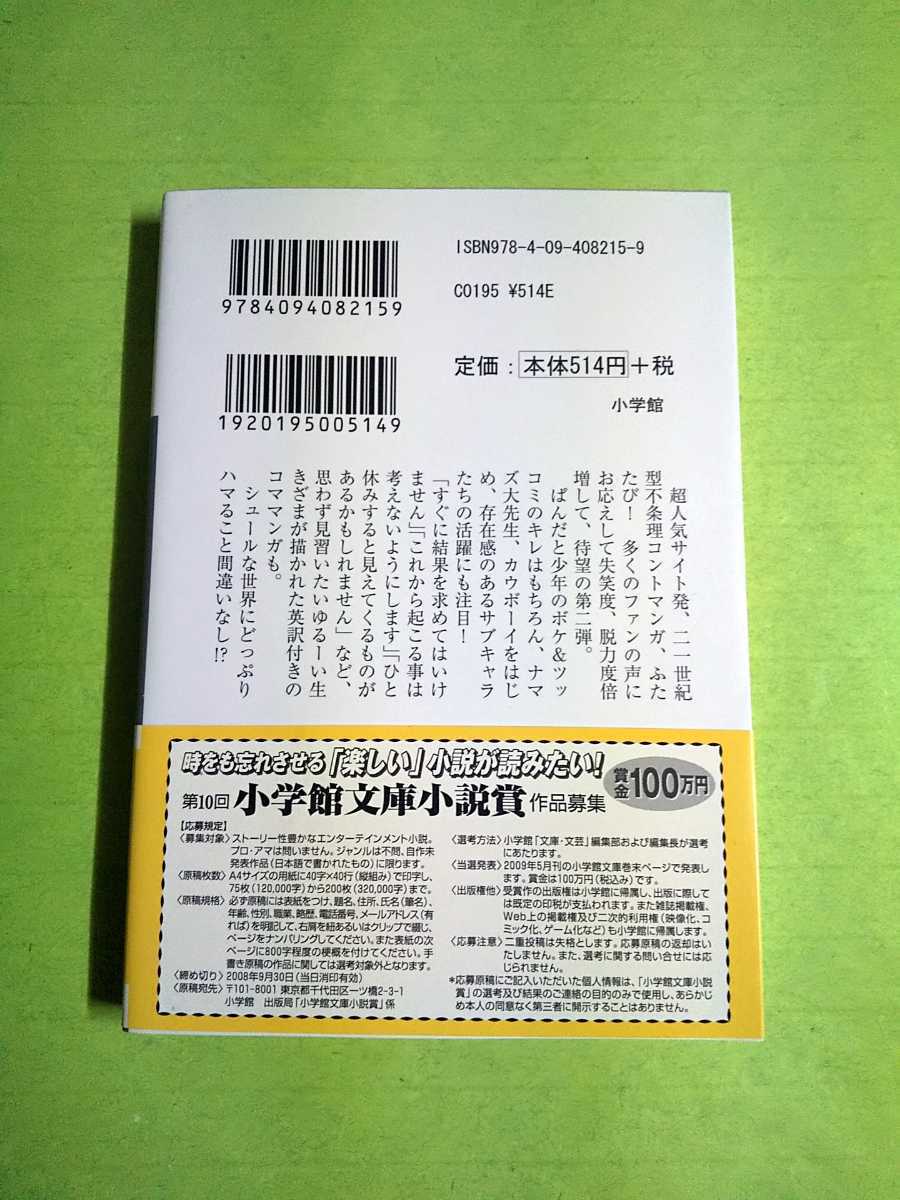 ISBN978-4-09-408215-9
9784094082159
C0195 ¥514E
1920195005149
定価：本体514円＋税
小学館
超人気サイト発、二一世紀
型不条理コントマンガ、ふた
たび！　多くのファンの声に
お応えして失笑度、脱力度倍
増して、待望の第二弾。
ぱんだと少年のボケ＆ツッ
コミのキレはもちろん、ナマ
ズ大先生、カウボーイをはじ
め、存在感のあるサブキャラ
たちの活躍にも注目！
「すぐに結果を求めてはいけ
ません」「これから起こる事は
考えないようにします」「ひと
休みすると見えてくるものが
あるかもしれません」など、
思わず見習いたいゆるーい生
きざまが描かれた英訳付きの
コママンガも。
シュールな世界にどっぷり
ハマること間違いなし!?
時をも忘れさせる「楽しい」小説が読みたい！
賞金100万円
第10回 小学館文庫小説賞 作品募集
【応募規定】
〈募集対象〉ストーリー性豊かなエンターテインメント小説。
プロ・アマは問いません。ジャンルは不問、自作未
発表作品（日本語で書かれたもの）に限ります。
〈原稿枚数〉A4サイズの用紙に40字×40行（縦組み）で印字し、
75枚（120,000字）から200枚（320,000字）まで。
〈原稿規格〉必ず原稿には表紙をつけ、題名、住所、氏名（筆名）、
年齢、性別、職業、略歴、電話番号、メールアドレス（有
れば）を明記して、右肩を紐あるいはクリップで綴じ、
ページをナンバリングしてください。また表紙の次
ページに800字程度の梗概を付けてください。手
書き原稿の作品に関しては選考対象外となります。
〈締め切り〉2008年9月30日（当日消印有効）
〈原稿宛先〉〒101-8001 東京都千代田区一ツ橋2-3-1
小学館 出版局「小学館文庫小説賞」係
〈選考方法〉小学館「文庫・文芸」編集部および編集長が選考
にあたります。
〈当選発表〉2009年5月刊の小学館文庫巻末ページで発表し
ます。賞金は100万円（税込み）です。
〈出版権他〉受賞作の出版権は小学館に帰属し、出版に際して
は既定の印税が支払われます。また雑誌掲載権、
Web上の掲載権及び二次的利用権（映像化、コ
ミック化、ゲーム化など）も小学館に帰属します。
〈応募注意〉二重投稿は失格とします。応募原稿の返却はいた
しません。また、選考に関する問い合せには応じ
られません。
＊応募原稿にご記入いただいた個人情報は、「小学館文庫小説
賞」の選考及び結果のご連絡の目的のみで使用し、あらかじ
め本人の同意なく第三者に開示することはありません。